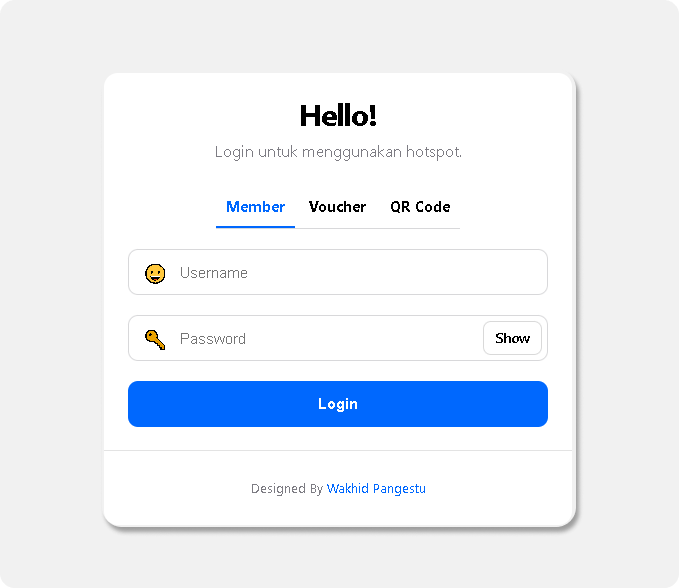 Hello!
Login untuk menggunakan hotspot.
Member Voucher QR Code
Username
Password Show
Login
Designed By Wakhid Pangestu